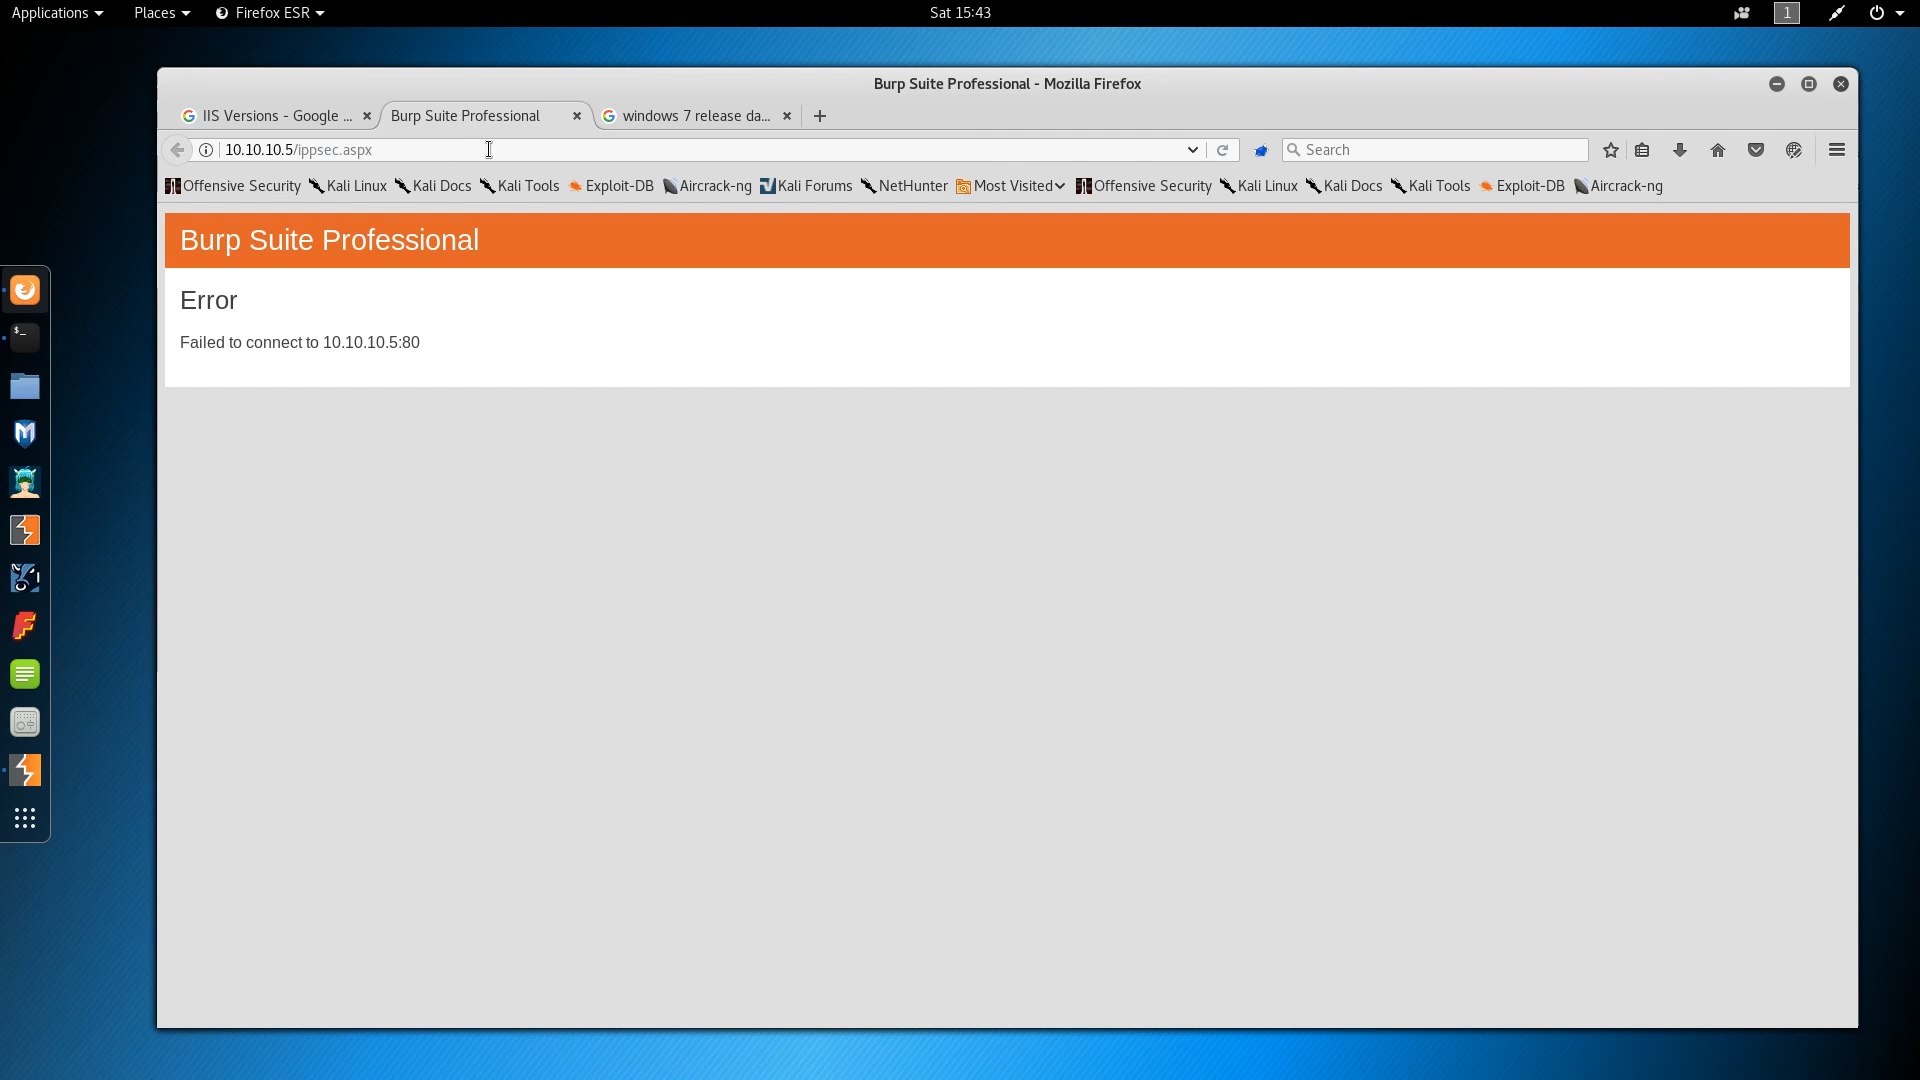 Applications Places Firefox ESR Sat 15:43 1
Burp Suite Professional - Mozilla Firefox
IIS Versions - Google ... Burp Suite Professional windows 7 release da...
10.10.10.5/ippsec.aspx Search
Offensive Security Kali Linux Kali Docs Kali Tools Exploit-DB Aircrack-ng Kali Forums NetHunter Most Visited Offensive Security Kali Linux Kali Docs Kali Tools Exploit-DB Aircrack-ng
Burp Suite Professional
Error
Failed to connect to 10.10.10.5:80